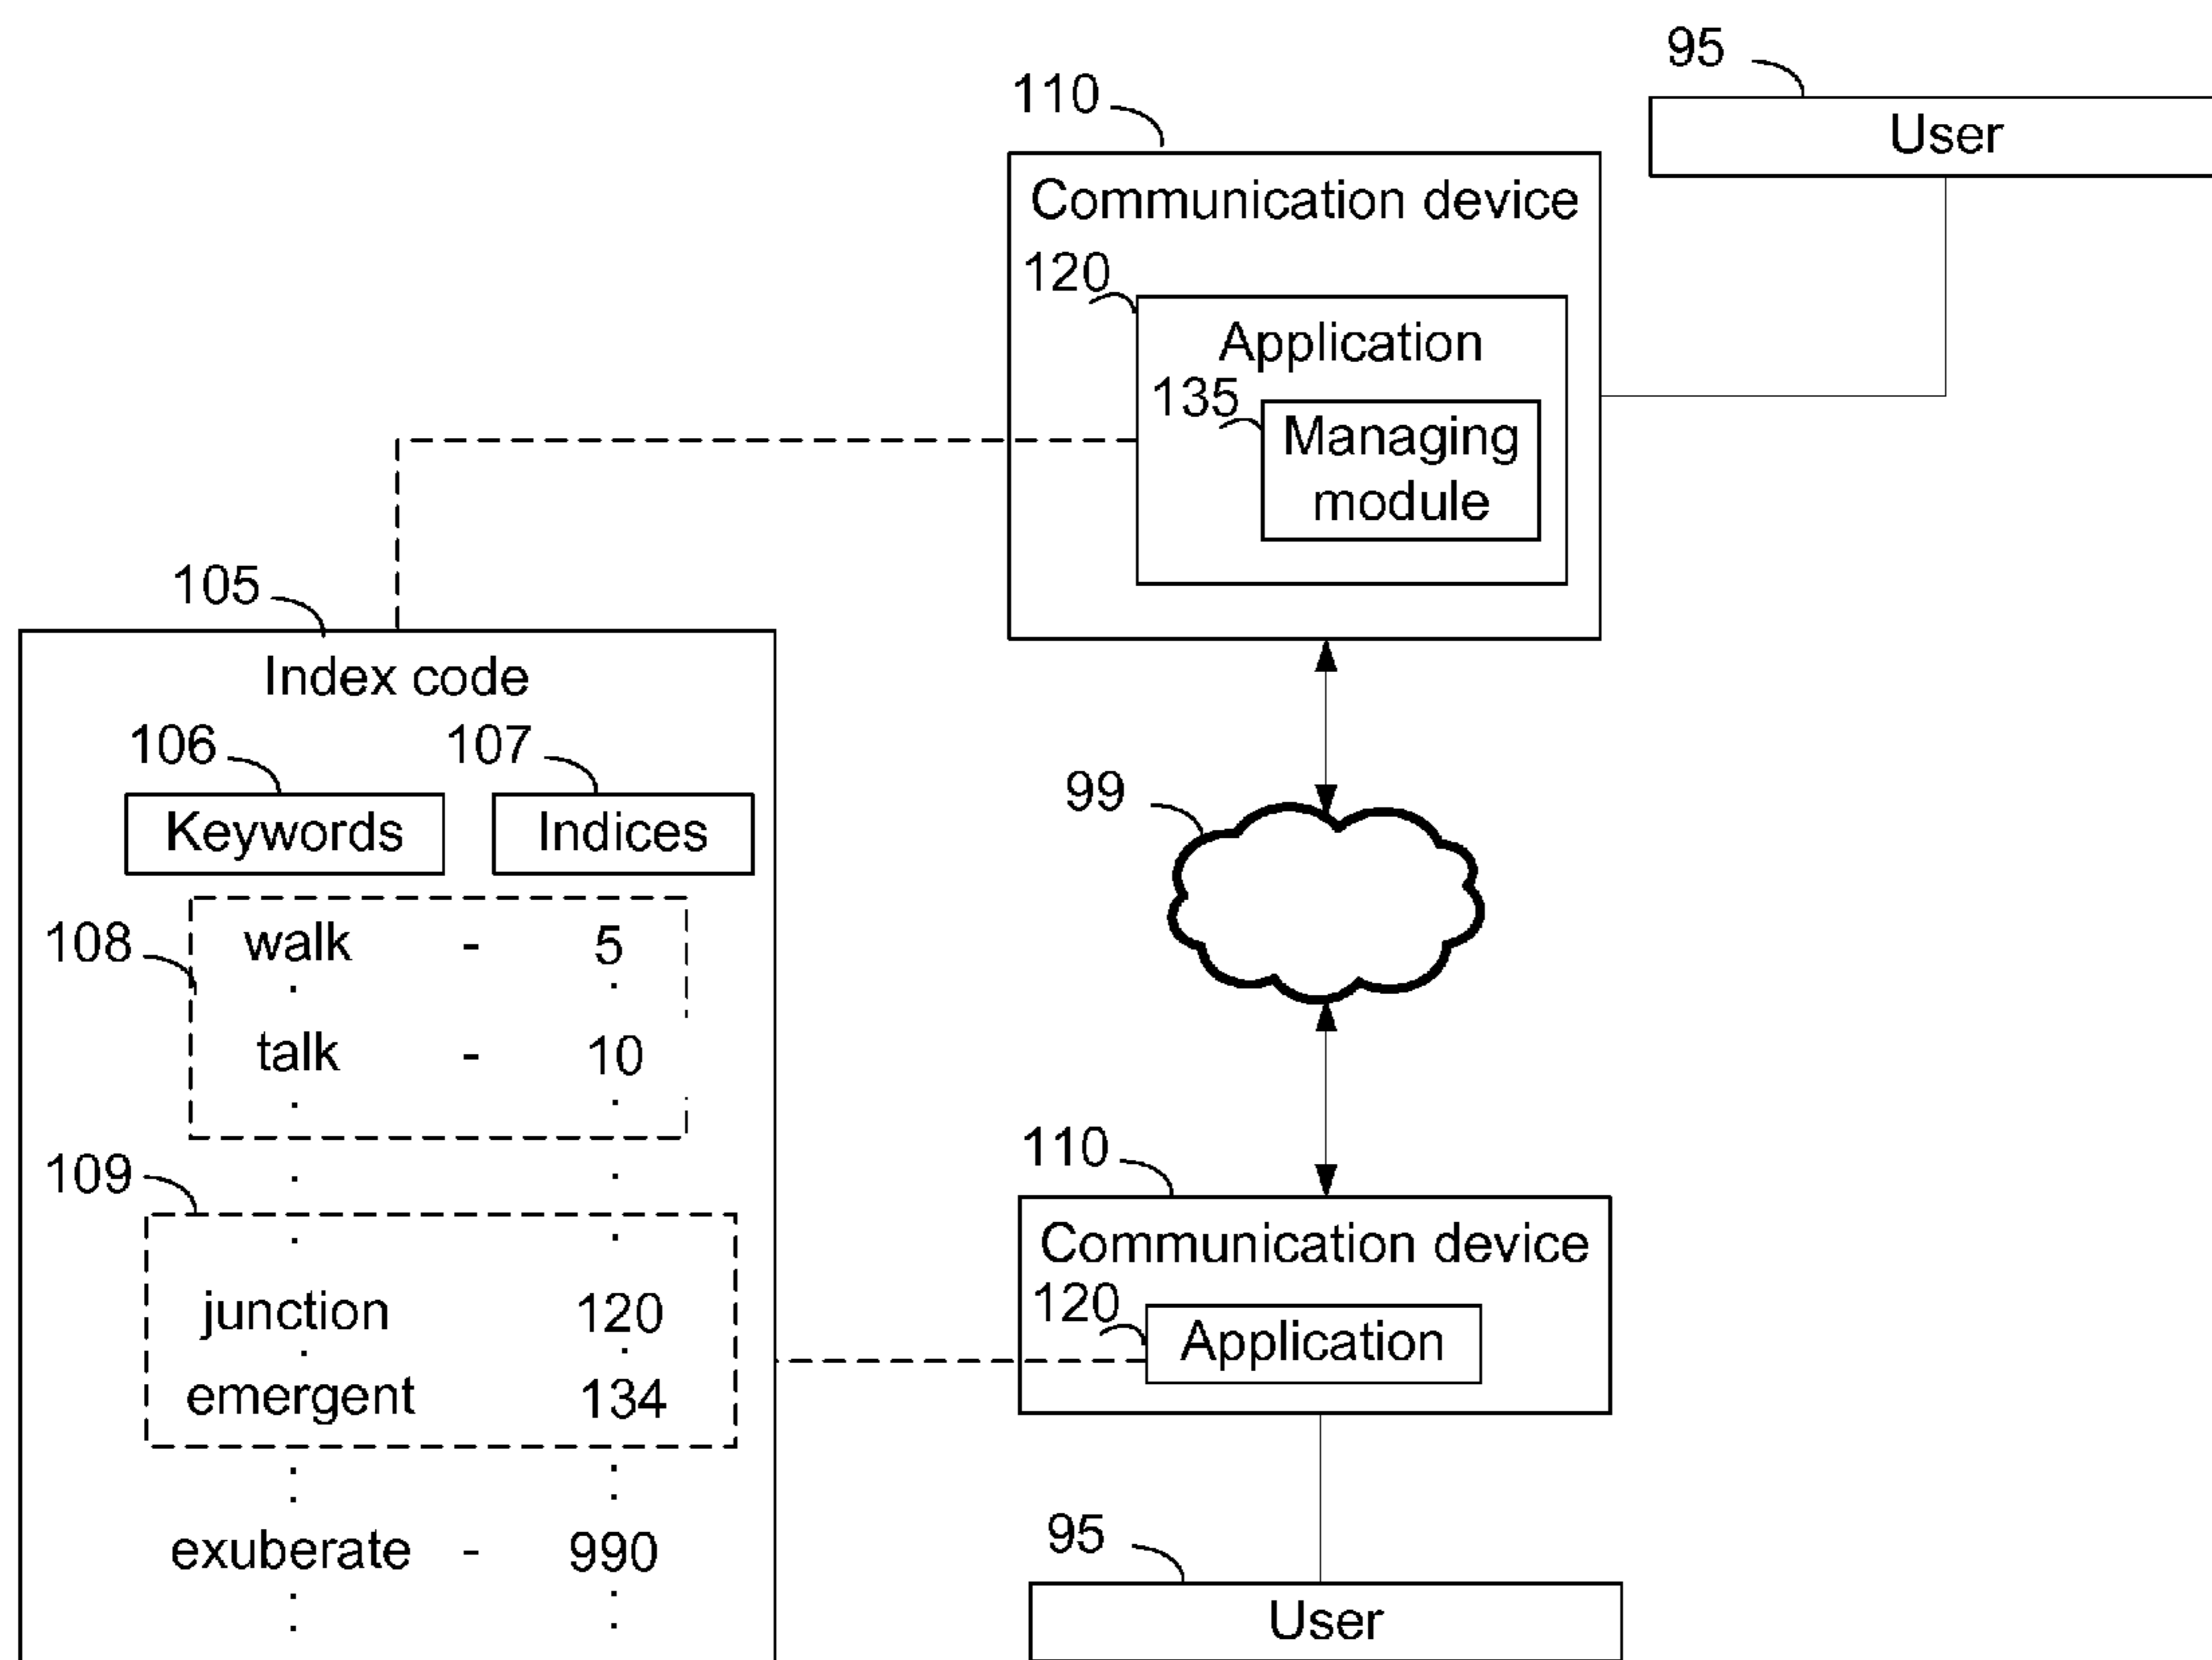 95
User
110
Communication device
120
Application
135
Managing
module
105
Index code
106
107
Keywords
Indices
99
108
walk - 5
talk - 10
109
junction 120
emergent 134
exuberate - 990
110
Communication device
120
Application
95
User